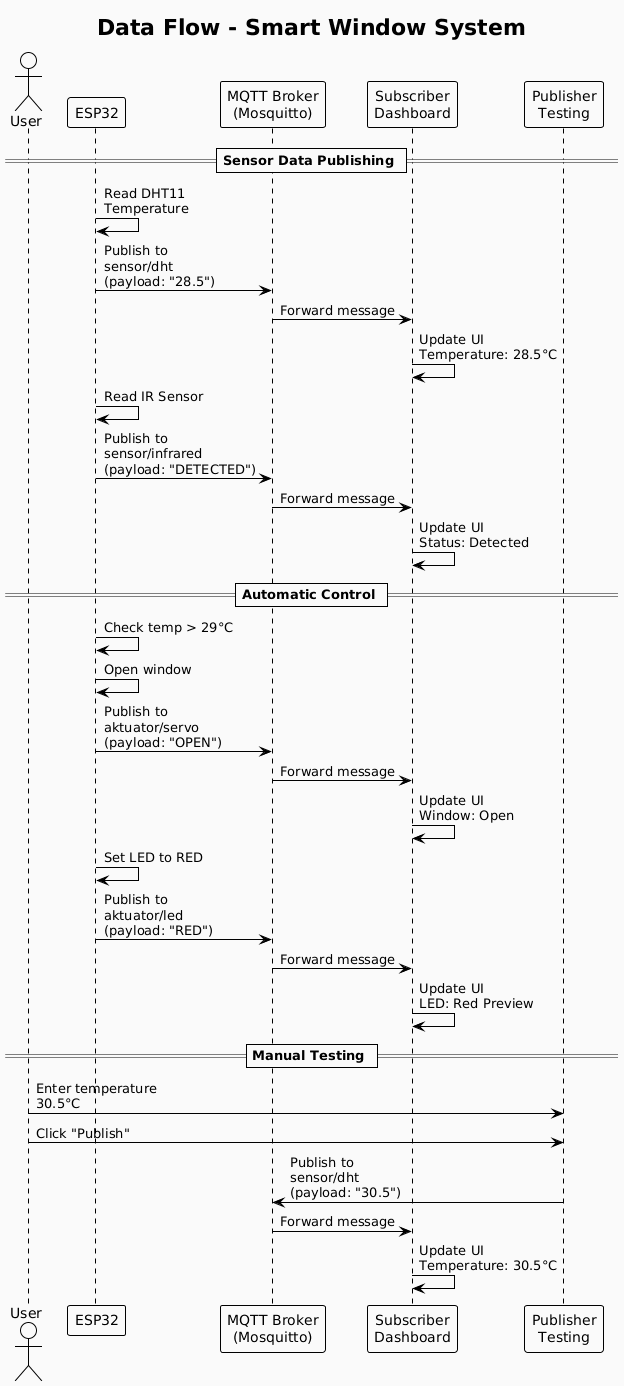 Data Flow - Smart Window System
User
ESP32
MQTT Broker
(Mosquitto)
Subscriber
Dashboard
Publisher
Testing
Sensor Data Publishing
Read DHT11
Temperature
Publish to
sensor/dht
(payload: "28.5")
Forward message
Update UI
Temperature: 28.5°C
Read IR Sensor
Publish to
sensor/infrared
(payload: "DETECTED")
Forward message
Update UI
Status: Detected
Automatic Control
Check temp > 29°C
Open window
Publish to
aktuator/servo
(payload: "OPEN")
Forward message
Update UI
Window: Open
Set LED to RED
Publish to
aktuator/led
(payload: "RED")
Forward message
Update UI
LED: Red Preview
Manual Testing
Enter temperature
30.5°C
Click "Publish"
Publish to
sensor/dht
(payload: "30.5")
Forward message
Update UI
Temperature: 30.5°C
User
ESP32
MQTT Broker
(Mosquitto)
Subscriber
Dashboard
Publisher
Testing